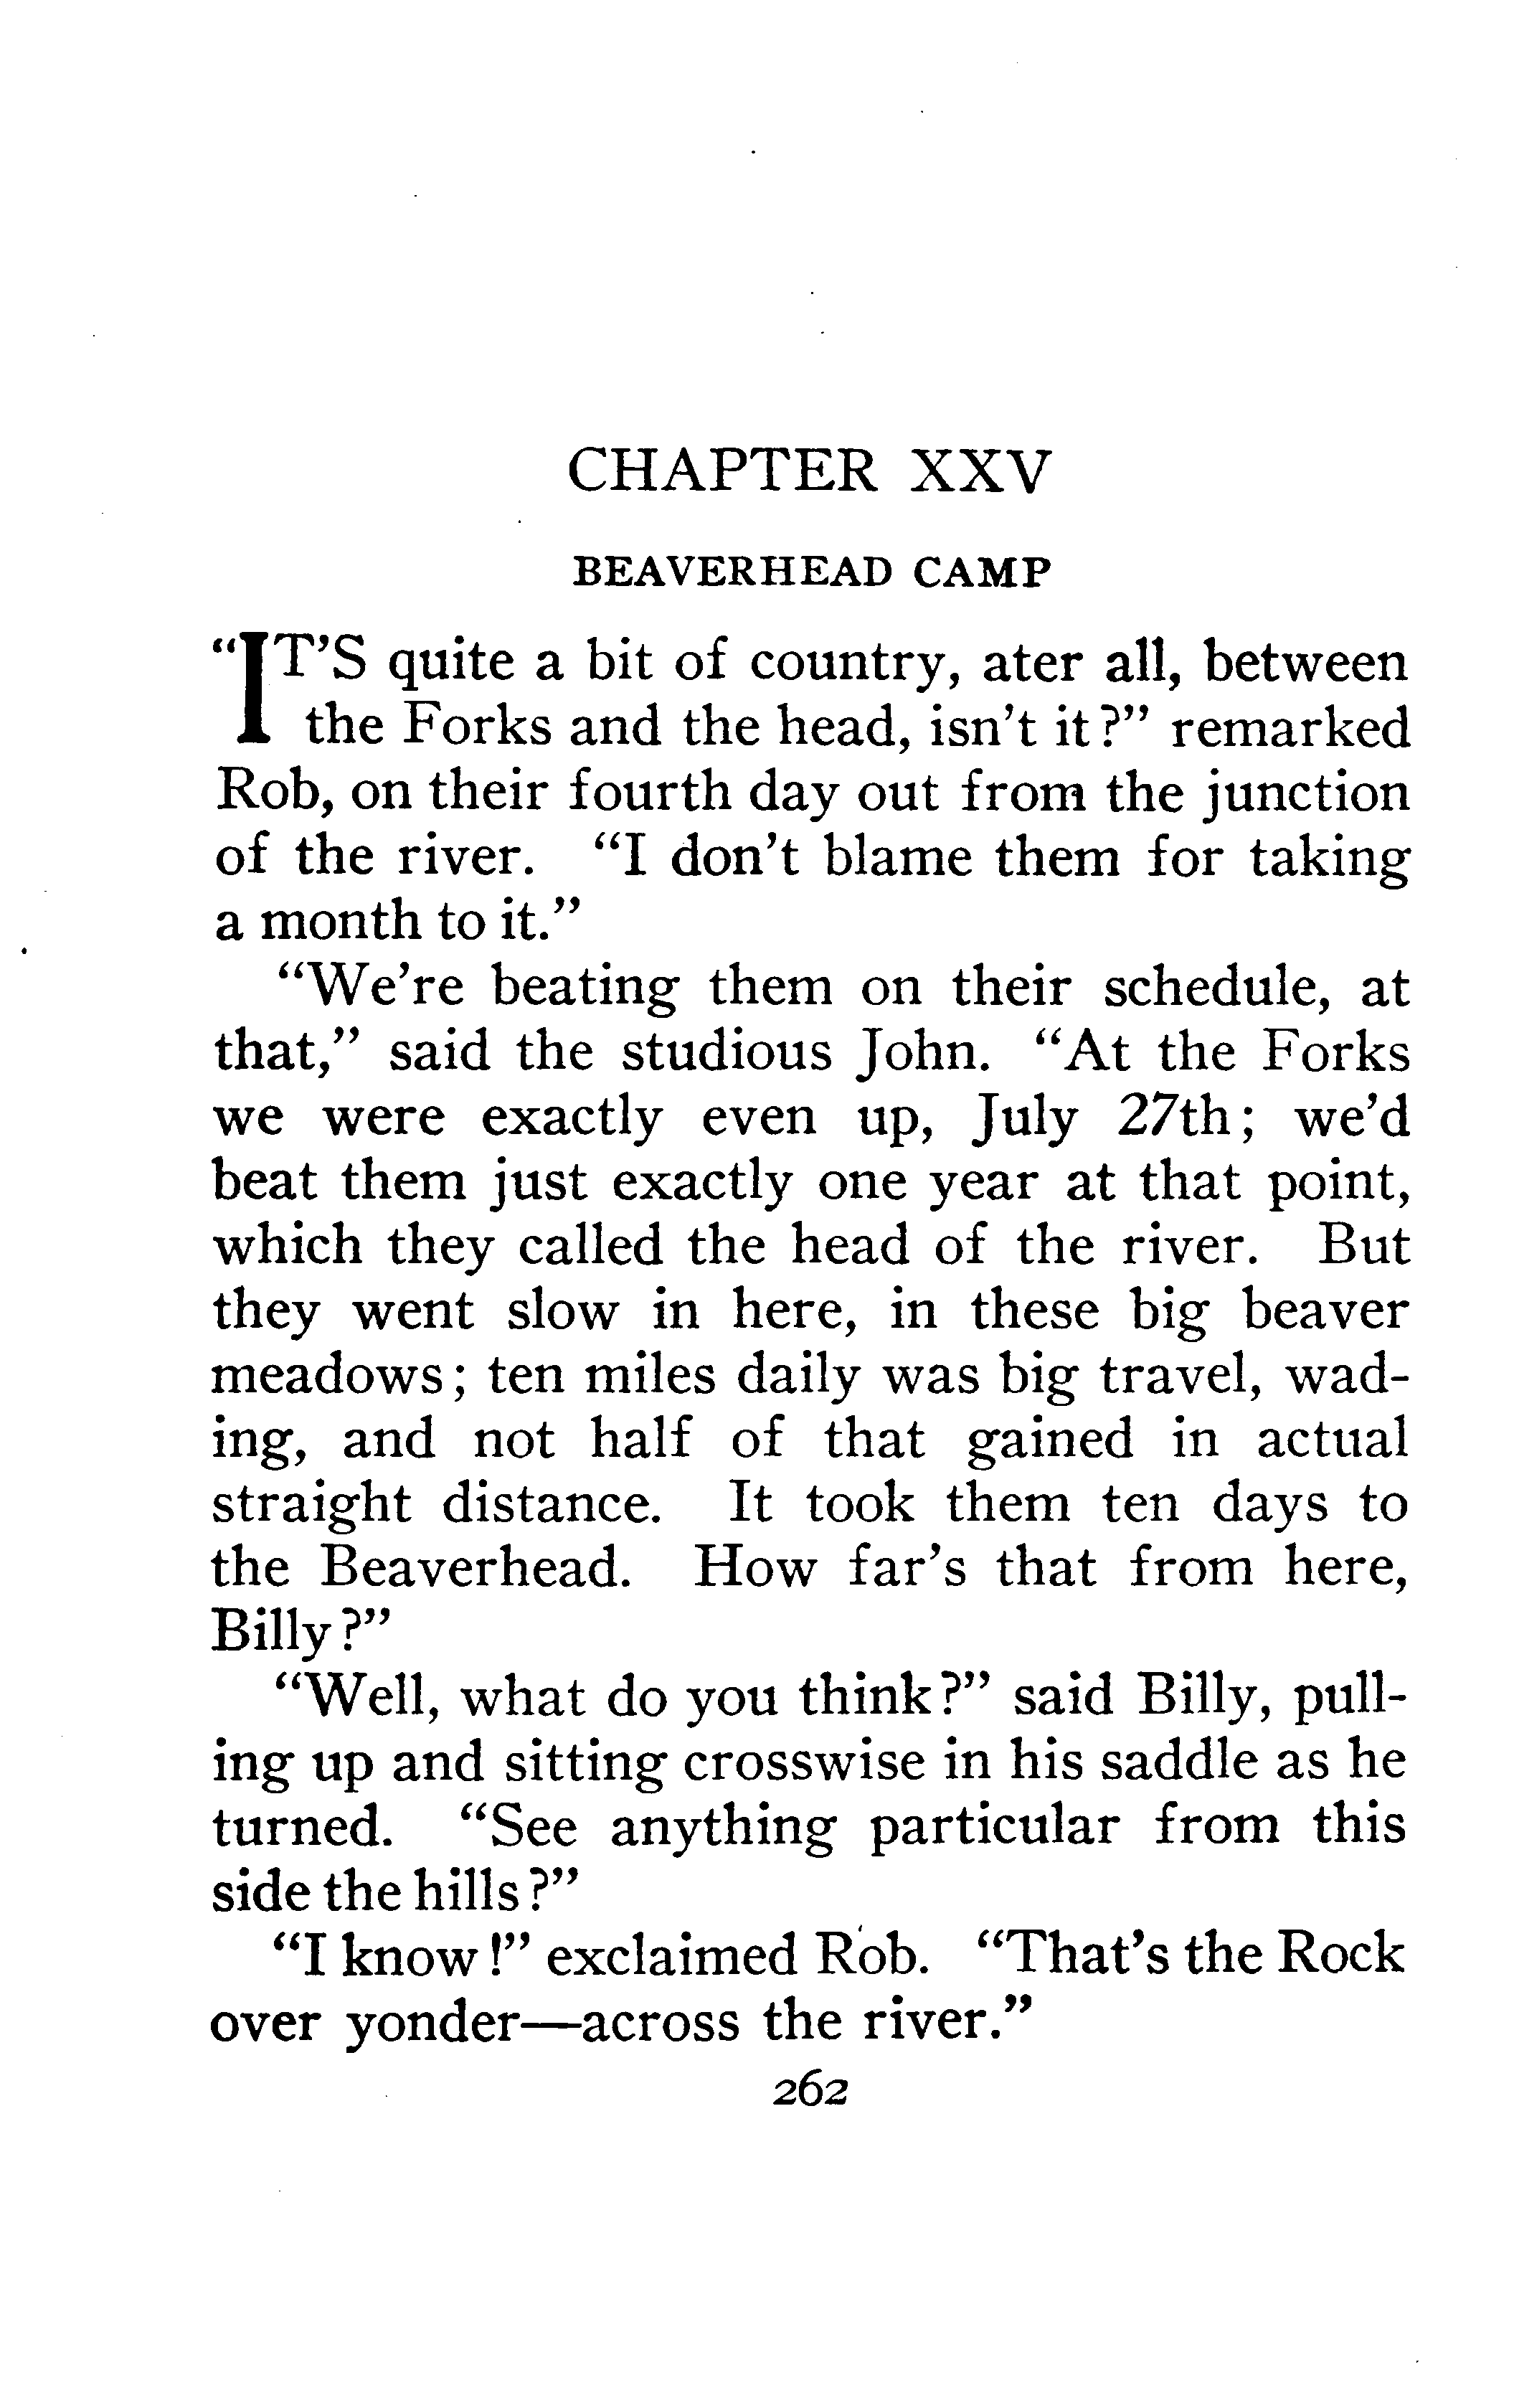 CHAPTER XXV
BEAVERHEAD CAMP
“IT’S quite a bit of country, ater all, between
the Forks and the head, isn’t it?” remarked
Rob, on their fourth day out from the junction
of the river. “I don’t blame them for taking
a month to it.”
“We’re beating them on their schedule, at
that,” said the studious John. “At the Forks
we were exactly even up, July 27th; we’d
beat them just exactly one year at that point,
which they called the head of the river. But
they went slow in here, in these big beaver
meadows; ten miles daily was big travel, wad-
ing, and not half of that gained in actual
straight distance. It took them ten days to
the Beaverhead. How far’s that from here,
Billy?”
“Well, what do you think?” said Billy, pull-
ing up and sitting crosswise in his saddle as he
turned. “See anything particular from this
side the hills?”
“I know!” exclaimed Rob. “That’s the Rock
over yonder—across the river.”
262